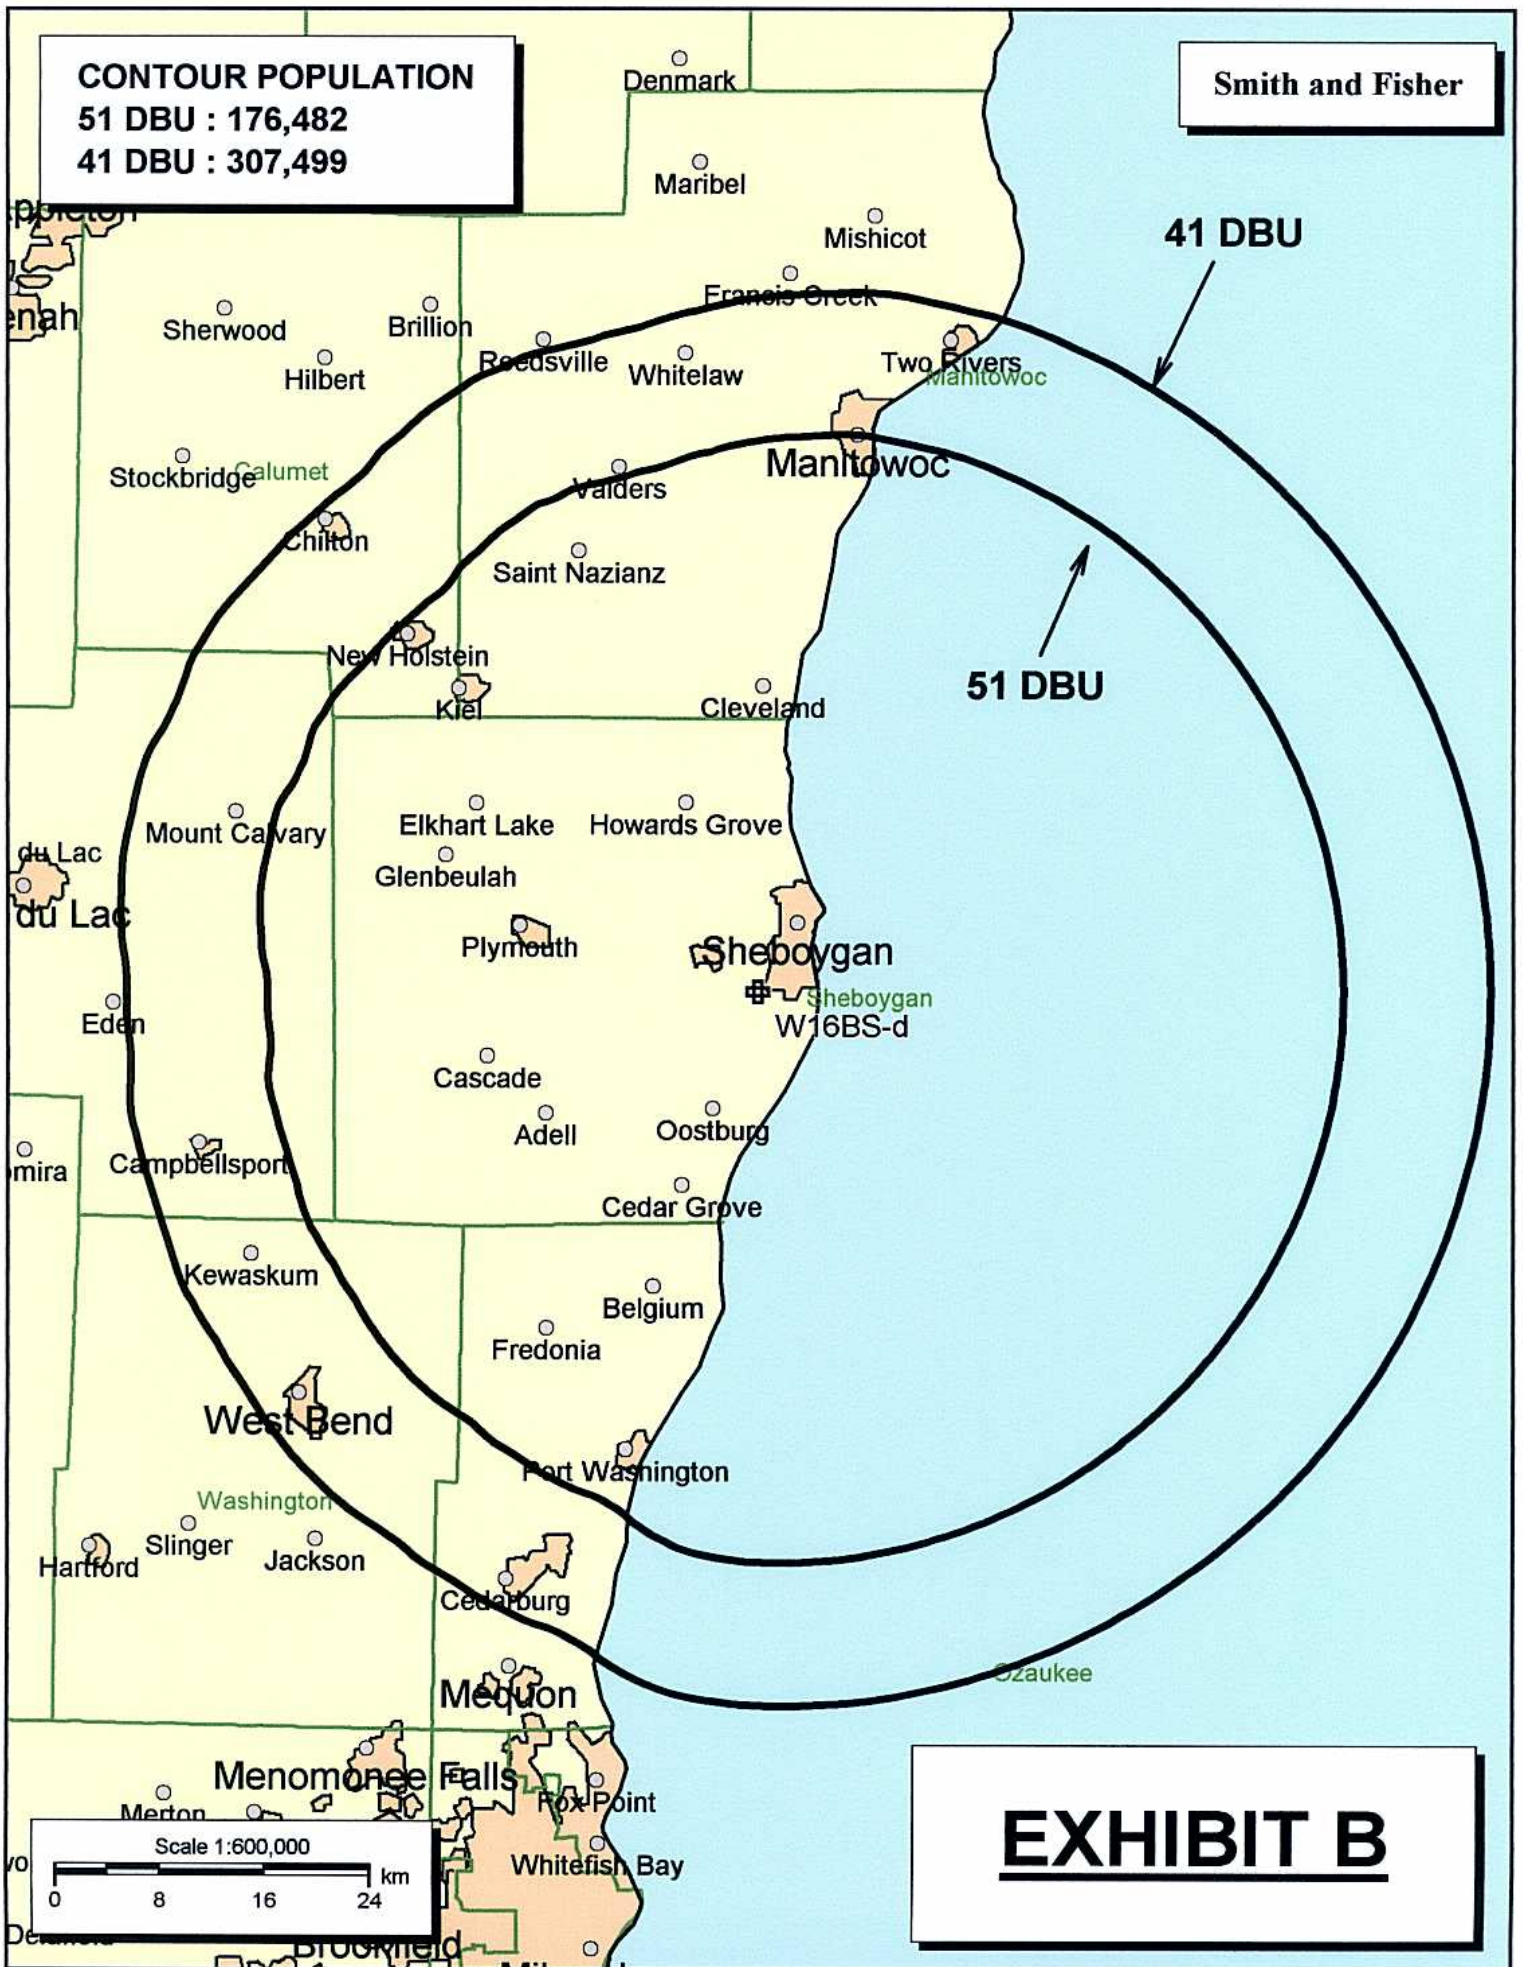 CONTOUR POPULATION
51 DBU : 176,482
41 DBU : 307,499
Smith and Fisher
Denmark
Maribel
Mishicot
41 DBU
Francis Creek
Sherwood
Brillion
Hilbert
Reedsville
Whitelaw
Two Rivers
Manitowoc
Stockbridge
Calumet
Manitowoc
Valders
Chilton
Saint Nazianz
New Holstein
51 DBU
Kiel
Cleveland
Elkhart Lake
Howards Grove
Mount Calvary
du Lac
Glenbeulah
du Lac
Plymouth
Sheboygan
Sheboygan
W16BS-d
Eden
Cascade
Adell
Oostburg
Campbellsport
omira
Cedar Grove
Kewaskum
Belgium
Fredonia
West Bend
Port Washington
Washington
Slinger
Jackson
Hartford
Cedarburg
Ozaukee
Mequon
Menomonee Falls
Merton
Fox Point
Scale 1:600,000
km
0 8 16 24
Whitefish Bay
EXHIBIT B
Brookfield